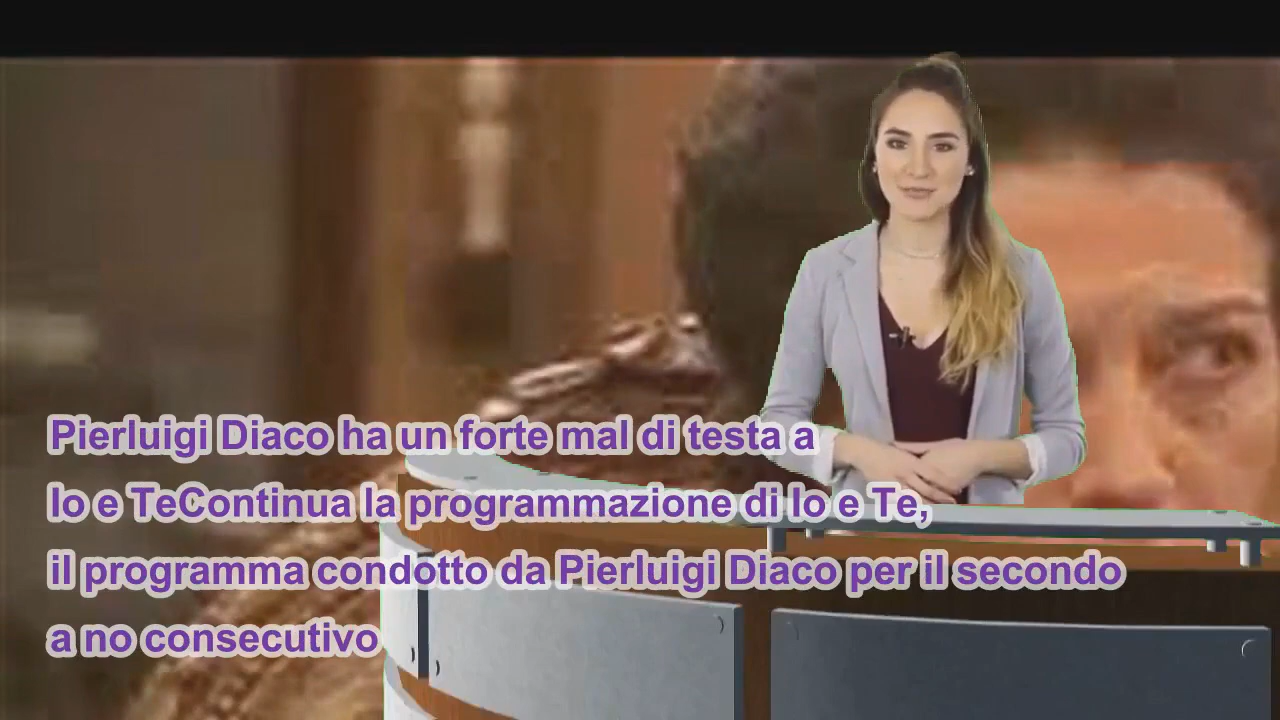 Pierluigi Diaco ha un forte mal di testa a
Io e TeContinua la programmazione di Io e Te,
il programma condotto da Pierluigi Diaco per il secondo
a no consecutivo